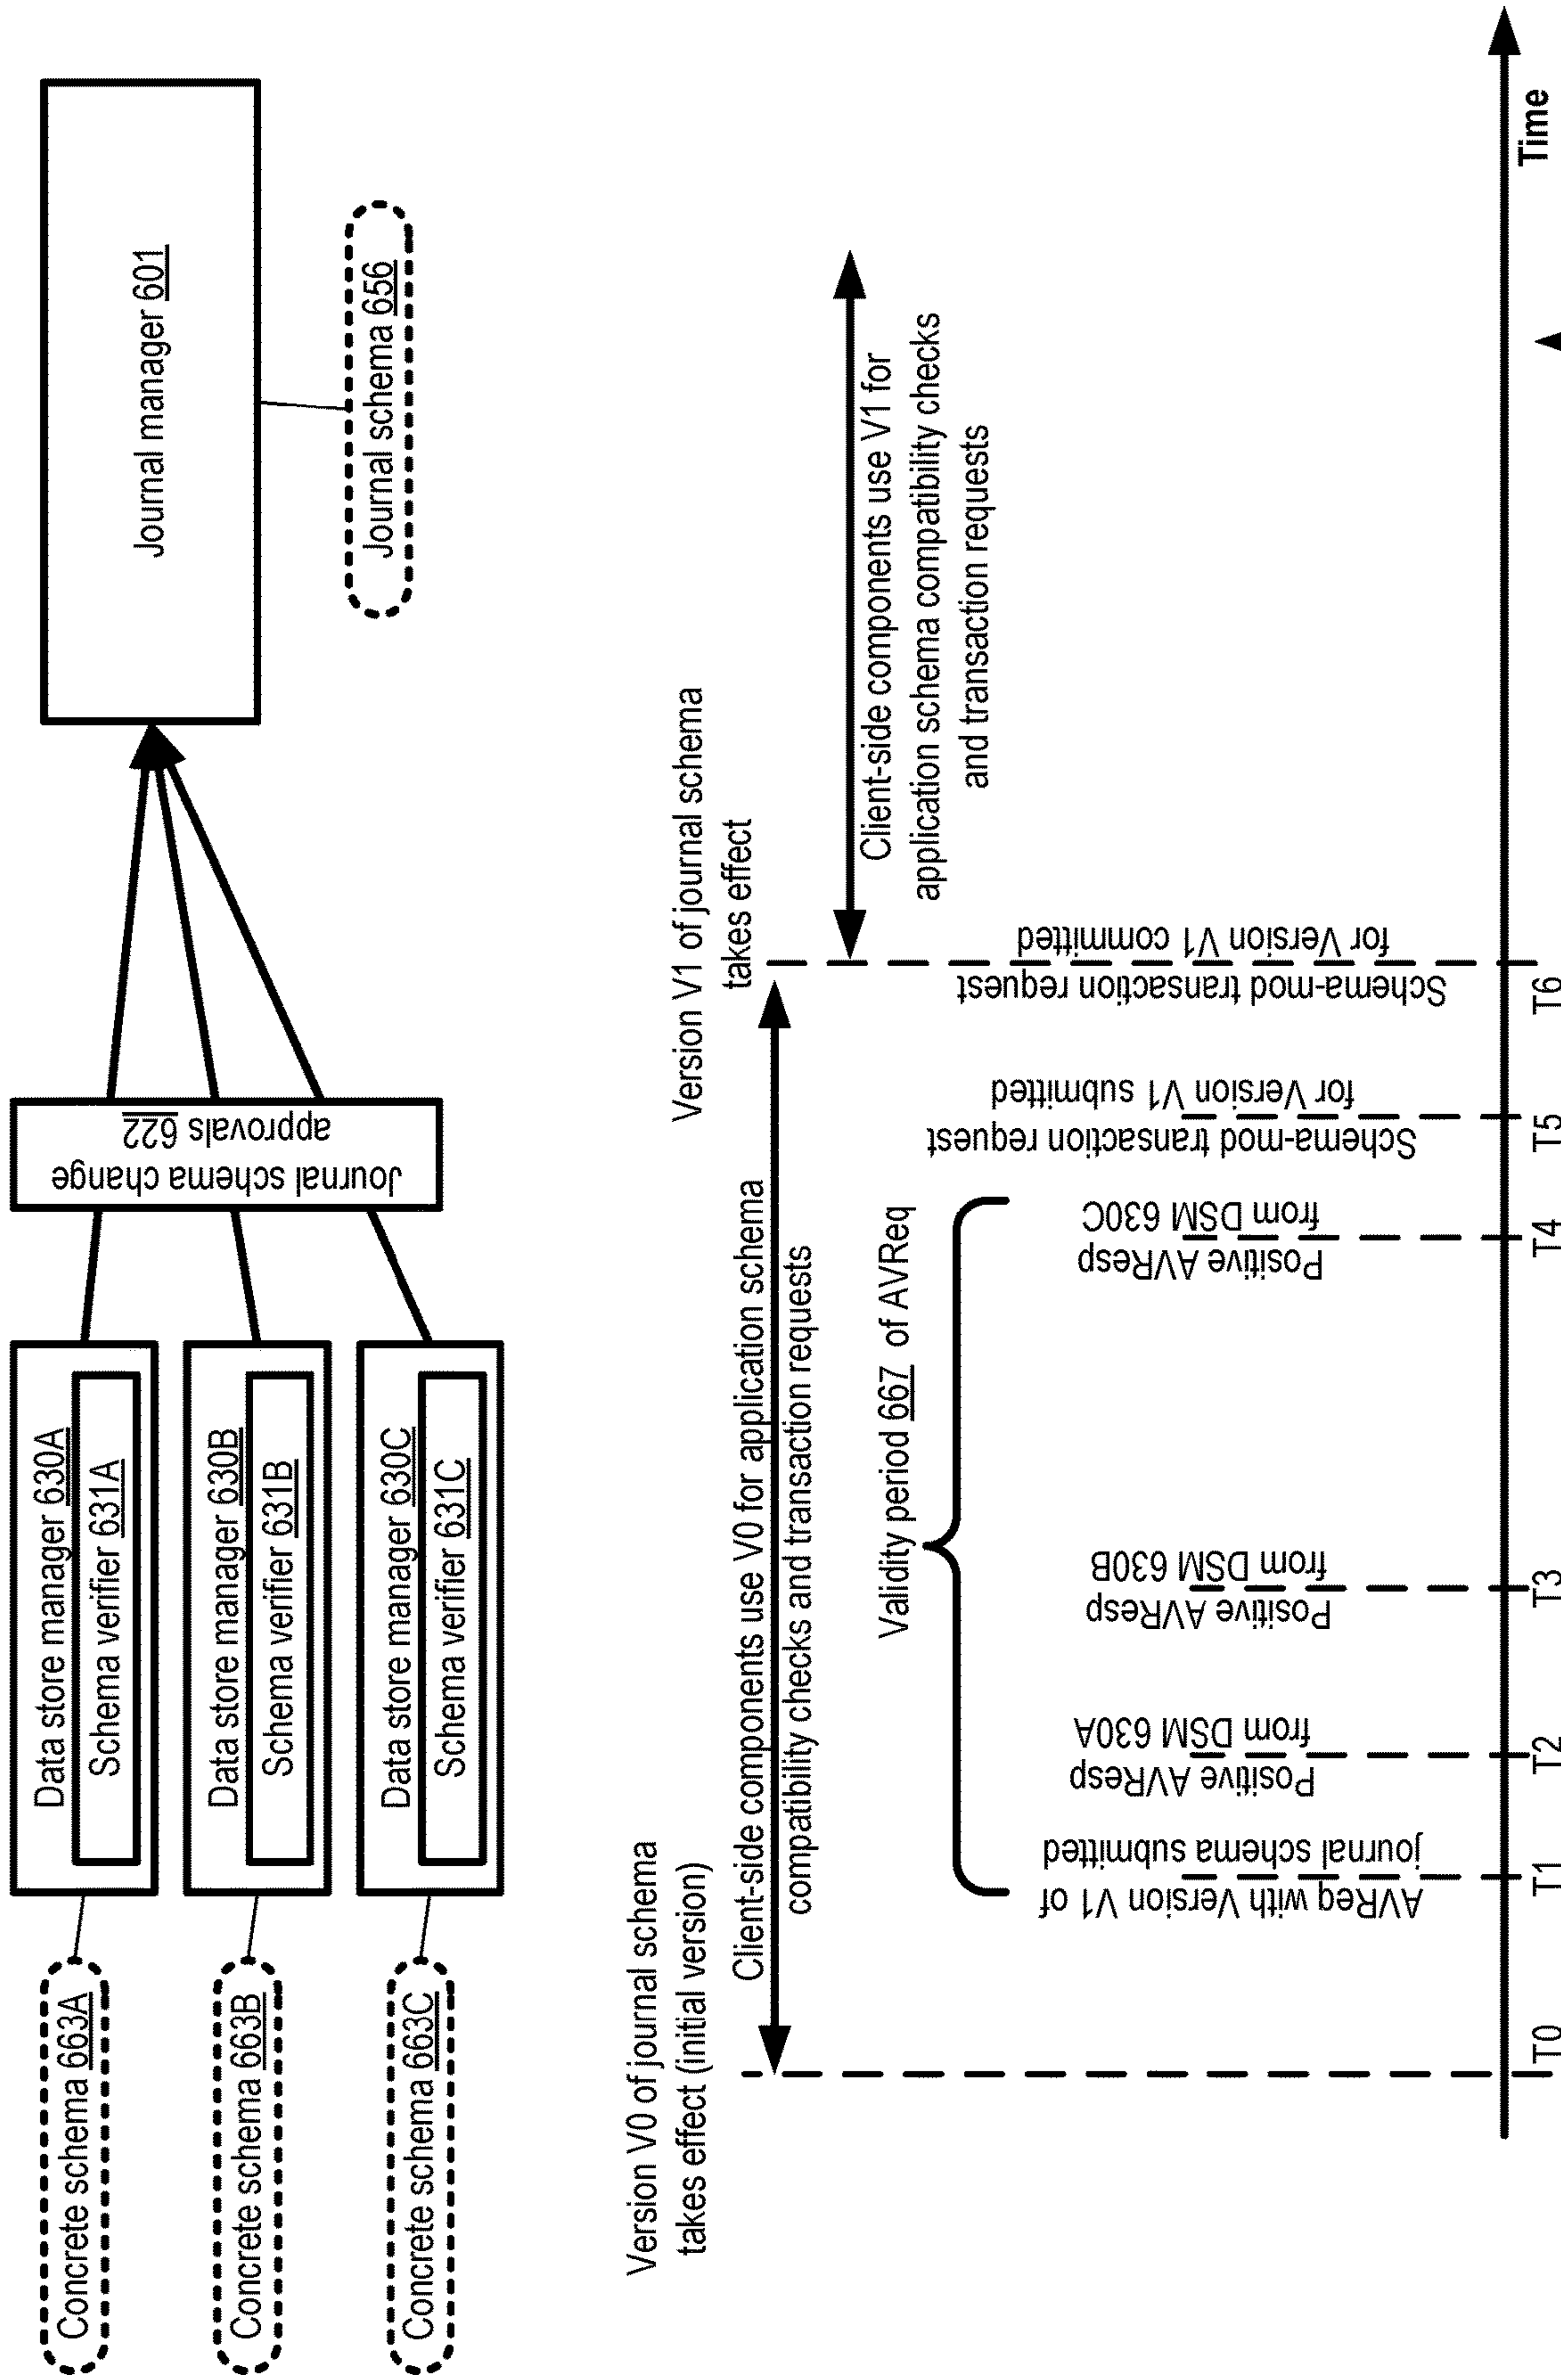 Concrete schema 663A
Data store manager 630A
Schema verifier 631A
Concrete schema 663B
Data store manager 630B
Schema verifier 631B
Concrete schema 663C
Data store manager 630C
Schema verifier 631C
Journal schema change
approvals 622
Journal manager 601
Journal schema 656
Version V0 of journal schema
takes effect (initial version)
Version V1 of journal schema
takes effect
Client-side components use V0 for application schema
compatibility checks and transaction requests
Client-side components use V1 for
application schema compatibility checks
and transaction requests
Validity period 667 of AVReq
AVReq with Version V1 of
journal schema submitted
Positive AVResp
from DSM 630A
Positive AVResp
from DSM 630B
Positive AVResp
from DSM 630C
Schema-mod transaction request
for Version V1 submitted
Schema-mod transaction request
for Version V1 committed
T0
T1
T2
T3
T4
T5
T6
Time